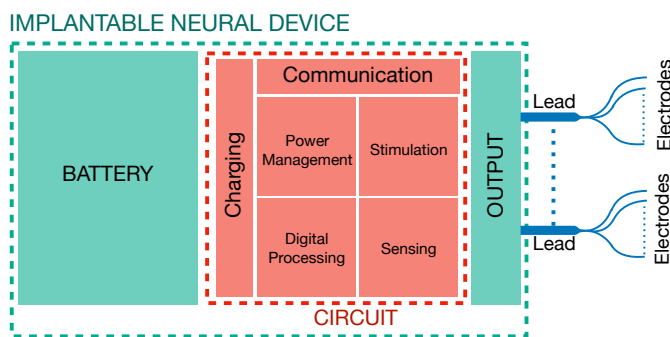 IMPLANTABLE NEURAL DEVICE
BATTERY
Charging
Communication
Power
Management
Stimulation
Digital
Processing
Sensing
OUTPUT
CIRCUIT
Lead
Electrodes
Lead
Electrodes